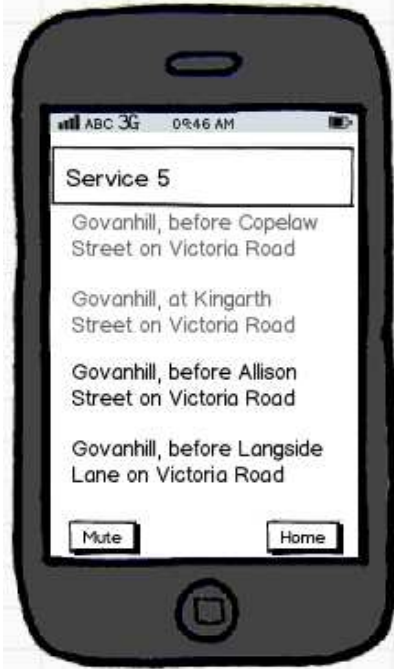 ABC 3G 09:46 AM
Service 5
Govanhill, before Copelaw
Street on Victoria Road
Govanhill, at Kingarth
Street on Victoria Road
Govanhill, before Allison
Street on Victoria Road
Govanhill, before Langside
Lane on Victoria Road
Mute Home